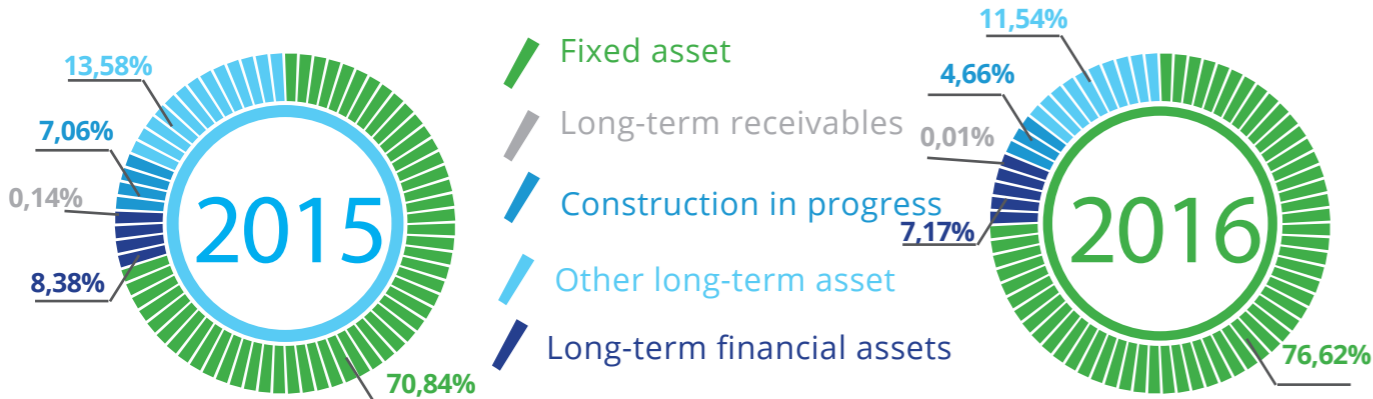 13,58%
7,06%
0,14%
8,38%
70,84%
2015
Fixed asset
Long-term receivables
Construction in progress
Other long-term asset
Long-term financial assets
11,54%
4,66%
0,01%
7,17%
76,62%
2016